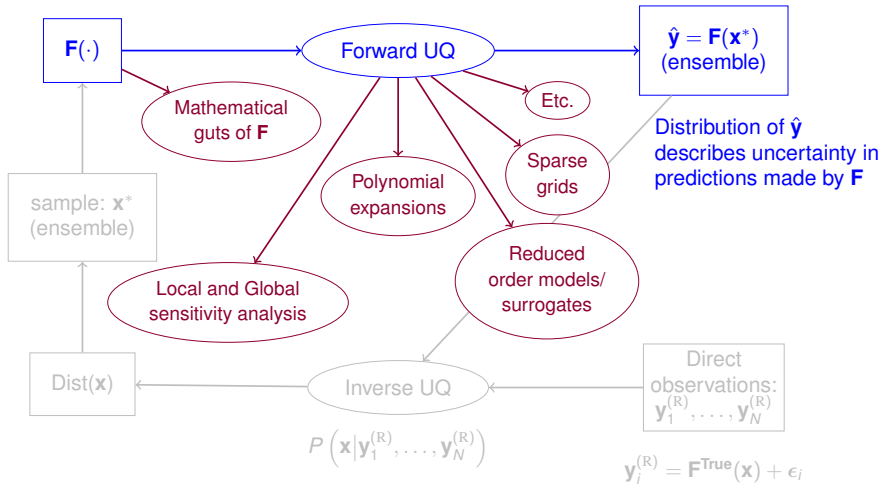 F(·)
Forward UQ
ŷ = F(x*)
(ensemble)
Mathematical
guts of F
Etc.
Distribution of ŷ
describes uncertainty in
predictions made by F
Polynomial
expansions
Sparse
grids
sample: x*
(ensemble)
Local and Global
sensitivity analysis
Reduced
order models/
surrogates
Dist(x)
Inverse UQ
Direct
observations:
y₁⁽ᴿ⁾, . . . , y_N⁽ᴿ⁾
P (x|y₁⁽ᴿ⁾, . . . , y_N⁽ᴿ⁾)
yᵢ⁽ᴿ⁾ = F^True(x) + ϵᵢ